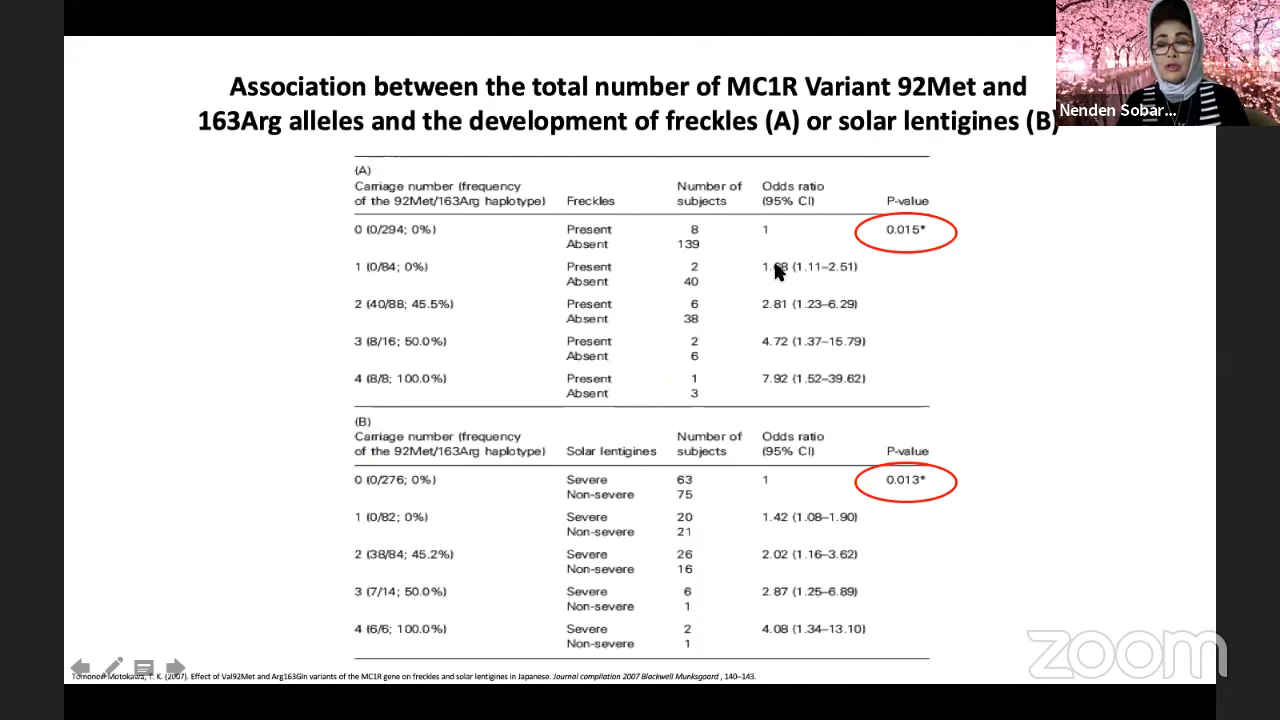 Association between the total number of MC1R Variant 92Met and
163Arg alleles and the development of freckles (A) or solar lentigines (B)
Nenden Sobar...
(A)
Carriage number (frequency of the 92Met/163Arg haplotype) Freckles Number of subjects Odds ratio (95% CI) P-value
0 (0/294; 0%) Present 8 1 0.015*
Absent 139
1 (0/84; 0%) Present 2 (1.11–2.51)
Absent 40
2 (40/88; 45.5%) Present 6 2.81 (1.23–6.29)
Absent 38
3 (8/16; 50.0%) Present 2 4.72 (1.37–15.79)
Absent 6
4 (8/8; 100.0%) Present 1 7.92 (1.52–39.62)
Absent 3
(B)
Carriage number (frequency of the 92Met/163Arg haplotype) Solar lentigines Number of subjects Odds ratio (95% CI) P-value
0 (0/276; 0%) Severe 63 1 0.013*
Non-severe 75
1 (0/82; 0%) Severe 20 1.42 (1.08–1.90)
Non-severe 21
2 (38/84; 45.2%) Severe 26 2.02 (1.16–3.62)
Non-severe 16
3 (7/14; 50.0%) Severe 6 2.87 (1.25–6.89)
Non-severe 1
4 (6/6; 100.0%) Severe 2 4.08 (1.34–13.10)
Non-severe 1
zoom
Motokawa, T. K. (2007). Effect of Val92Met and Arg163Gln variants of the MC1R gene on freckles and solar lentigines in Japanese. Journal compilation 2007 Blackwell Munksgaard , 140–143.